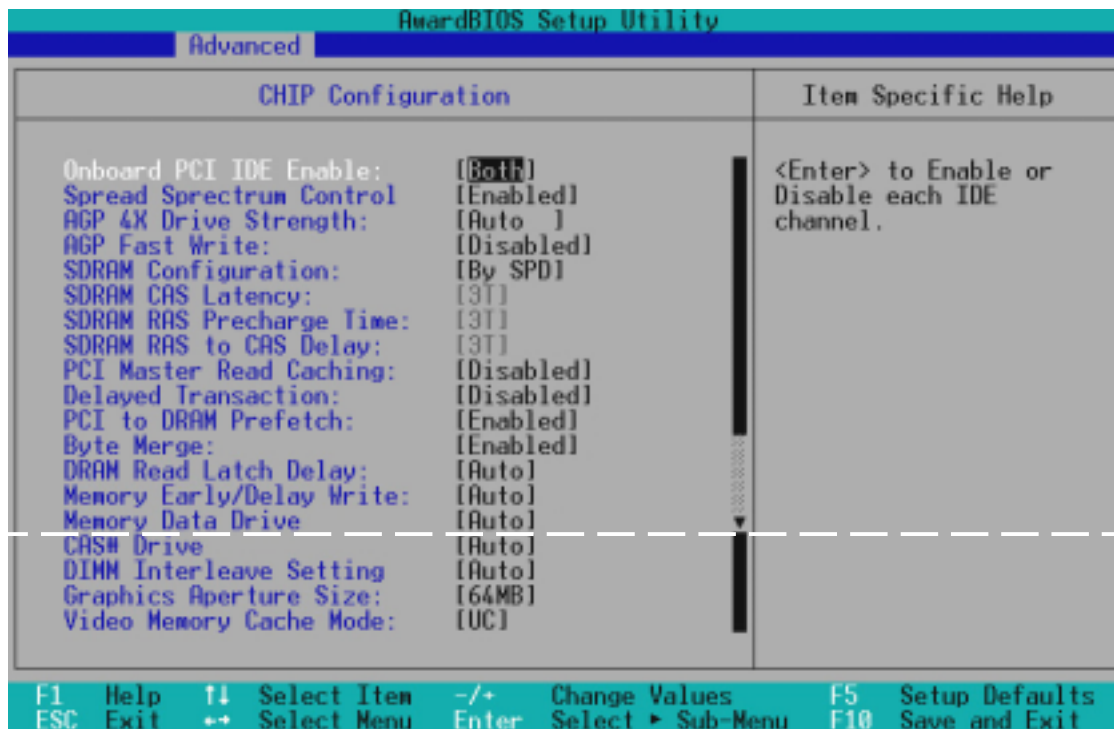 AwardBIOS Setup Utility
Advanced
CHIP Configuration
Item Specific Help
Onboard PCI IDE Enable: [Both]
Spread Sprectrum Control [Enabled]
AGP 4X Drive Strength: [Auto ]
AGP Fast Write: [Disabled]
SDRAM Configuration: [By SPD]
SDRAM CAS Latency: [3T]
SDRAM RAS Precharge Time: [3T]
SDRAM RAS to CAS Delay: [3T]
PCI Master Read Caching: [Disabled]
Delayed Transaction: [Disabled]
PCI to DRAM Prefetch: [Enabled]
Byte Merge: [Enabled]
DRAM Read Latch Delay: [Auto]
Memory Early/Delay Write: [Auto]
Memory Data Drive [Auto]
CAS# Drive [Auto]
DIMM Interleave Setting [Auto]
Graphics Aperture Size: [64MB]
Video Memory Cache Mode: [UC]
<Enter> to Enable or
Disable each IDE
channel.
F1 Help ↑↓ Select Item -/+ Change Values F5 Setup Defaults
ESC Exit ←→ Select Menu Enter Select ► Sub-Menu F10 Save and Exit